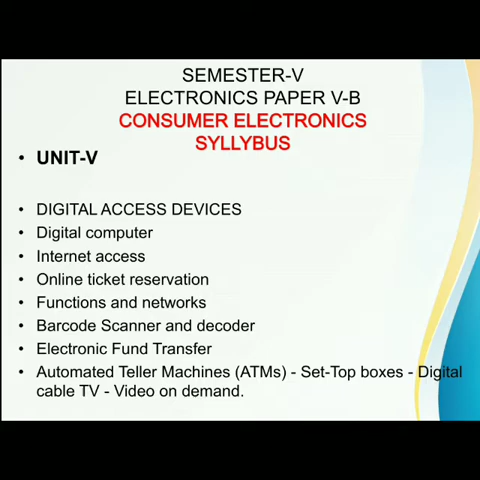 SEMESTER-V
ELECTRONICS PAPER V-B
CONSUMER ELECTRONICS
SYLLYBUS
• UNIT-V
• DIGITAL ACCESS DEVICES
• Digital computer
• Internet access
• Online ticket reservation
• Functions and networks
• Barcode Scanner and decoder
• Electronic Fund Transfer
• Automated Teller Machines (ATMs) - Set-Top boxes - Digital
cable TV - Video on demand.